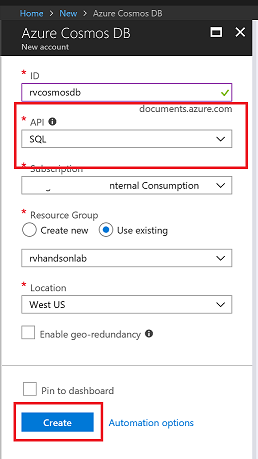 Home > New > Azure Cosmos DB
Azure Cosmos DB
New account
* ID
rvcosmosdb
documents.azure.com
* API
SQL
* Subscription
nternal Consumption
* Resource Group
Create new Use existing
rvhandsonlab
* Location
West US
Enable geo-redundancy
Pin to dashboard
Create Automation options